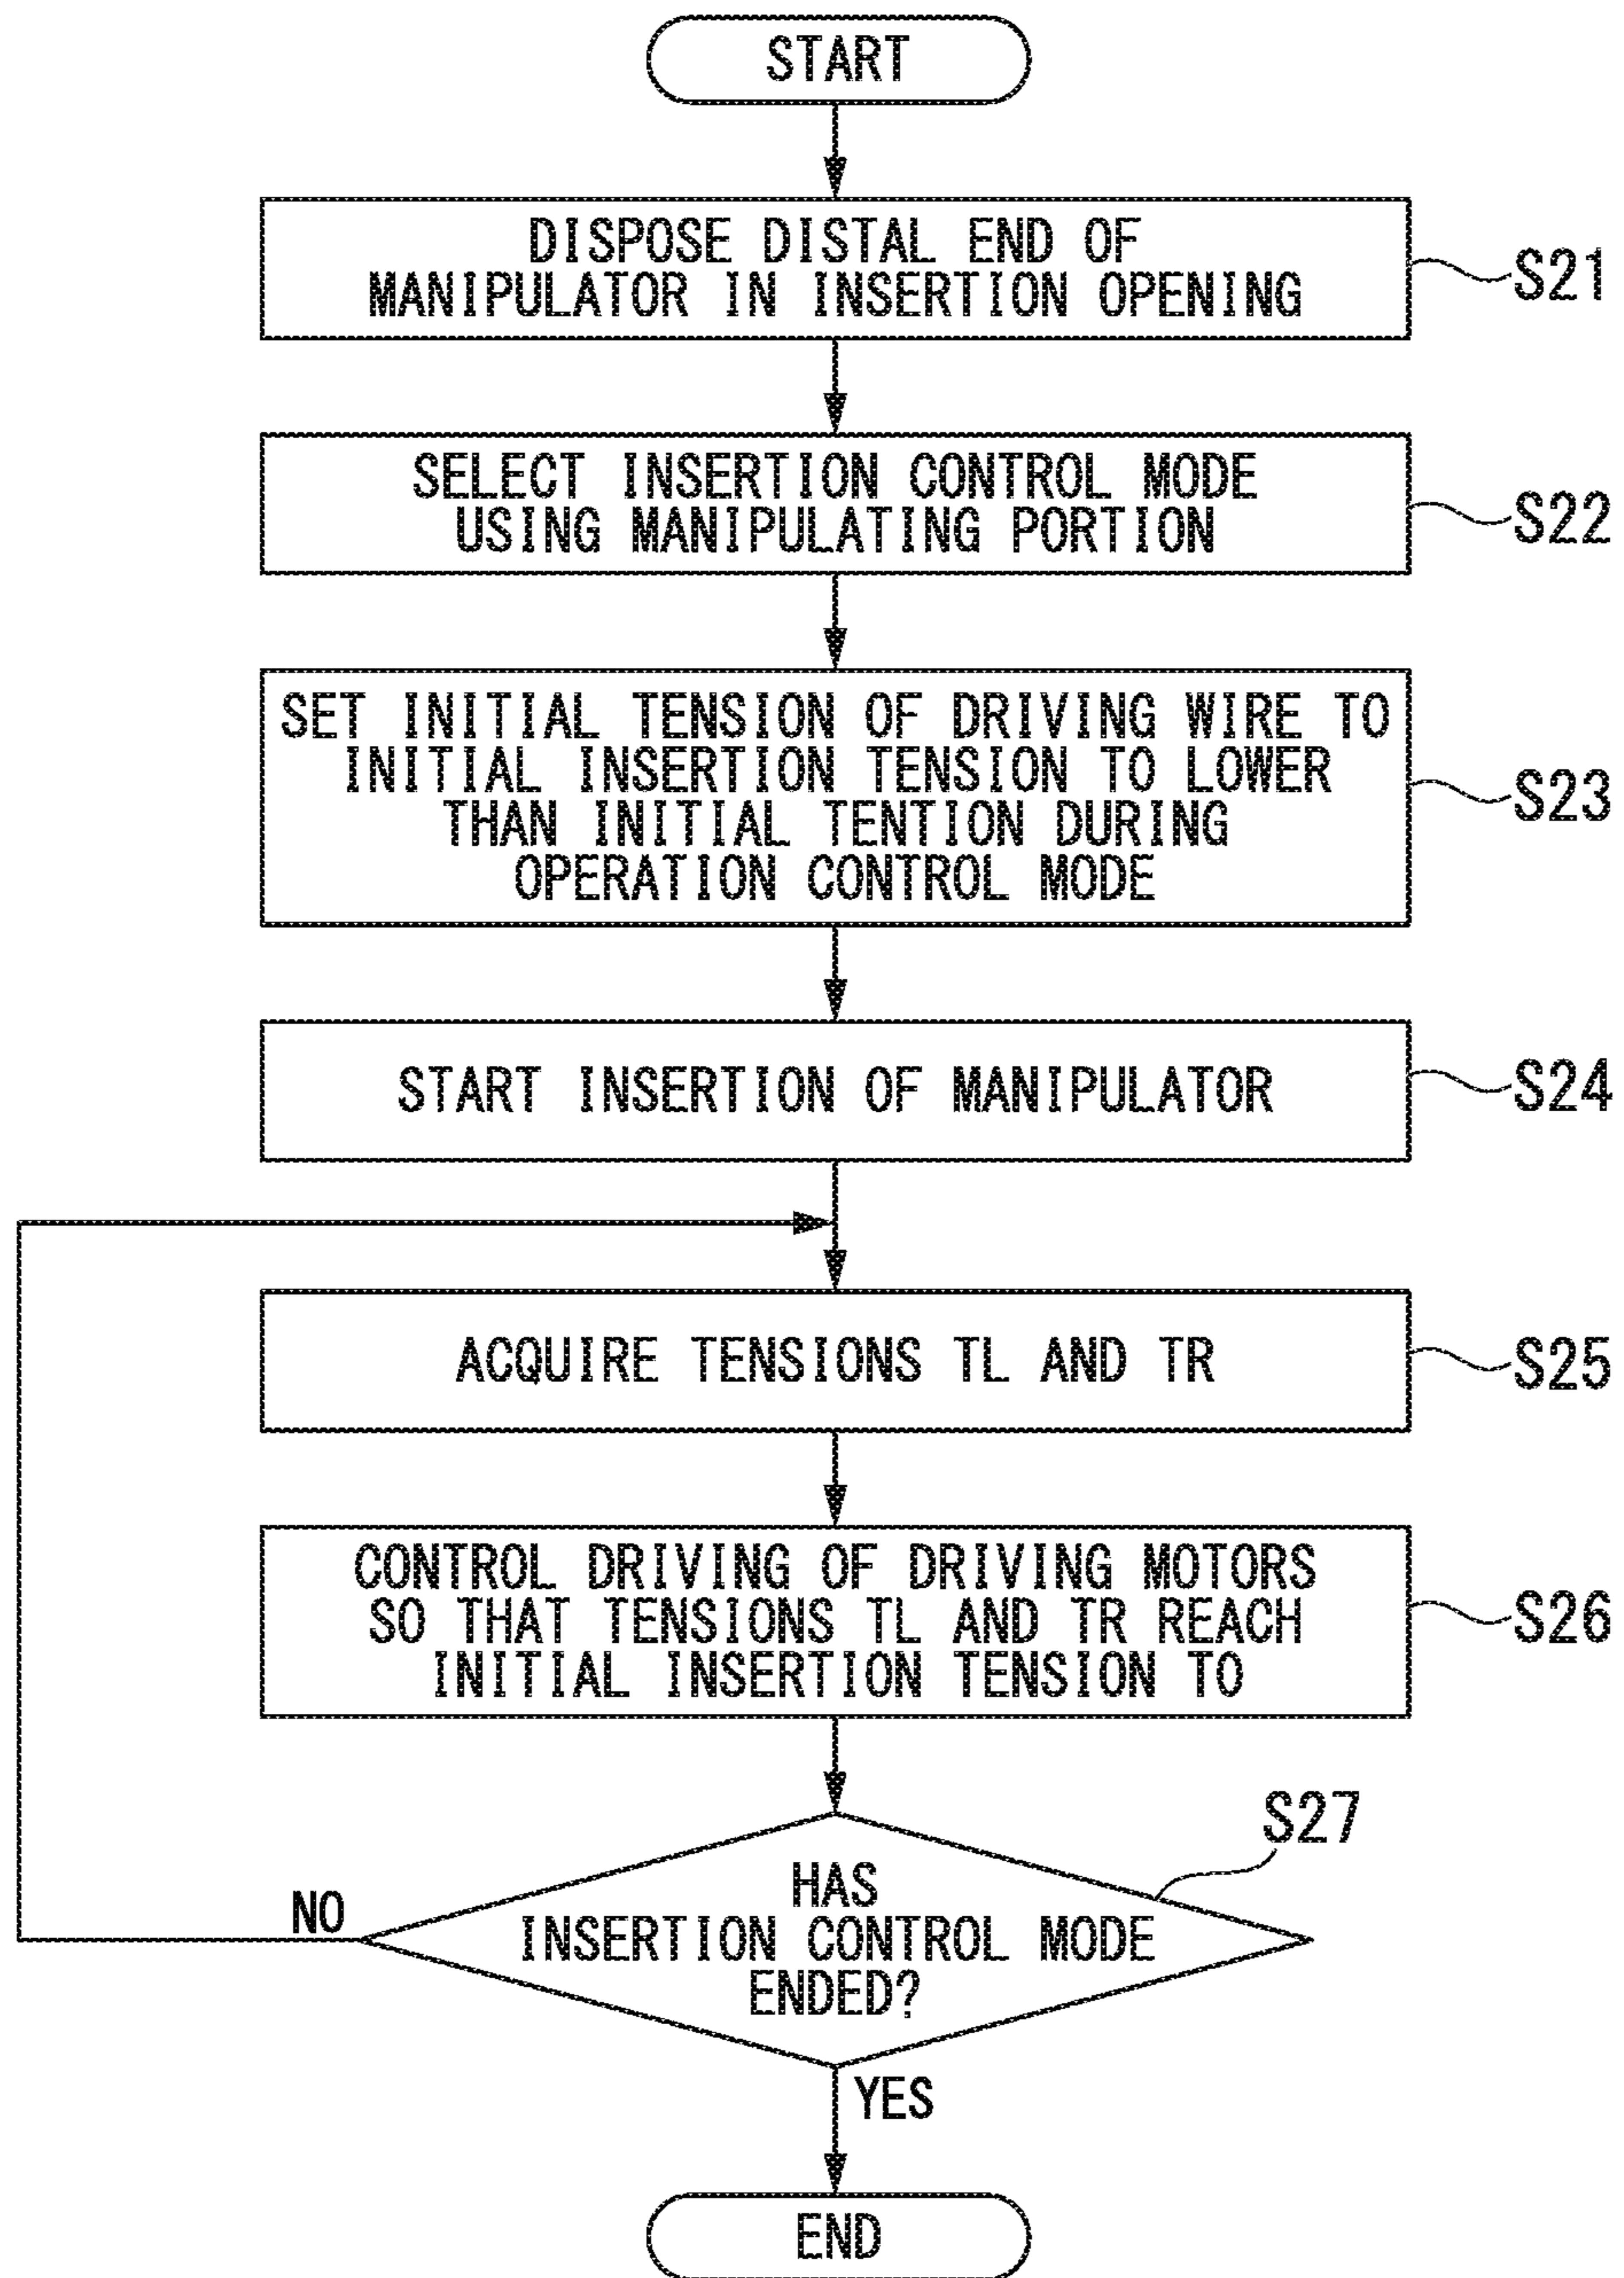 START
DISPOSE DISTAL END OF
MANIPULATOR IN INSERTION OPENING
S21
SELECT INSERTION CONTROL MODE
USING MANIPULATING PORTION
S22
SET INITIAL TENSION OF DRIVING WIRE TO
INITIAL INSERTION TENSION TO LOWER
THAN INITIAL TENTION DURING
OPERATION CONTROL MODE
S23
START INSERTION OF MANIPULATOR
S24
ACQUIRE TENSIONS TL AND TR
S25
CONTROL DRIVING OF DRIVING MOTORS
SO THAT TENSIONS TL AND TR REACH
INITIAL INSERTION TENSION TO
S26
S27
HAS
INSERTION CONTROL MODE
ENDED?
NO
YES
END